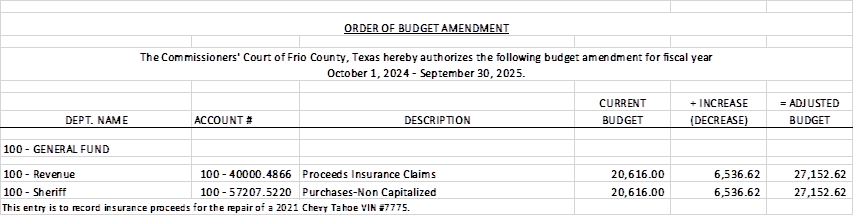 ORDER OF BUDGET AMENDMENT
The Commissioners' Court of Frio County, Texas hereby authorizes the following budget amendment for fiscal year
October 1, 2024 - September 30, 2025.
CURRENT + INCREASE = ADJUSTED
DEPT. NAME ACCOUNT # DESCRIPTION BUDGET (DECREASE) BUDGET
100 - GENERAL FUND
100 - Revenue 100 - 40000.4866 Proceeds Insurance Claims 20,616.00 6,536.62 27,152.62
100 - Sheriff 100 - 57207.5220 Purchases-Non Capitalized 20,616.00 6,536.62 27,152.62
This entry is to record insurance proceeds for the repair of a 2021 Chevy Tahoe VIN #7775.